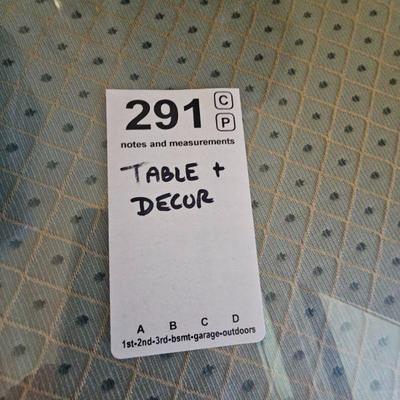 291 C
P
notes and measurements
TABLE +
DECOR
A B C D
1st-2nd-3rd-bsmt-garage-outdoors